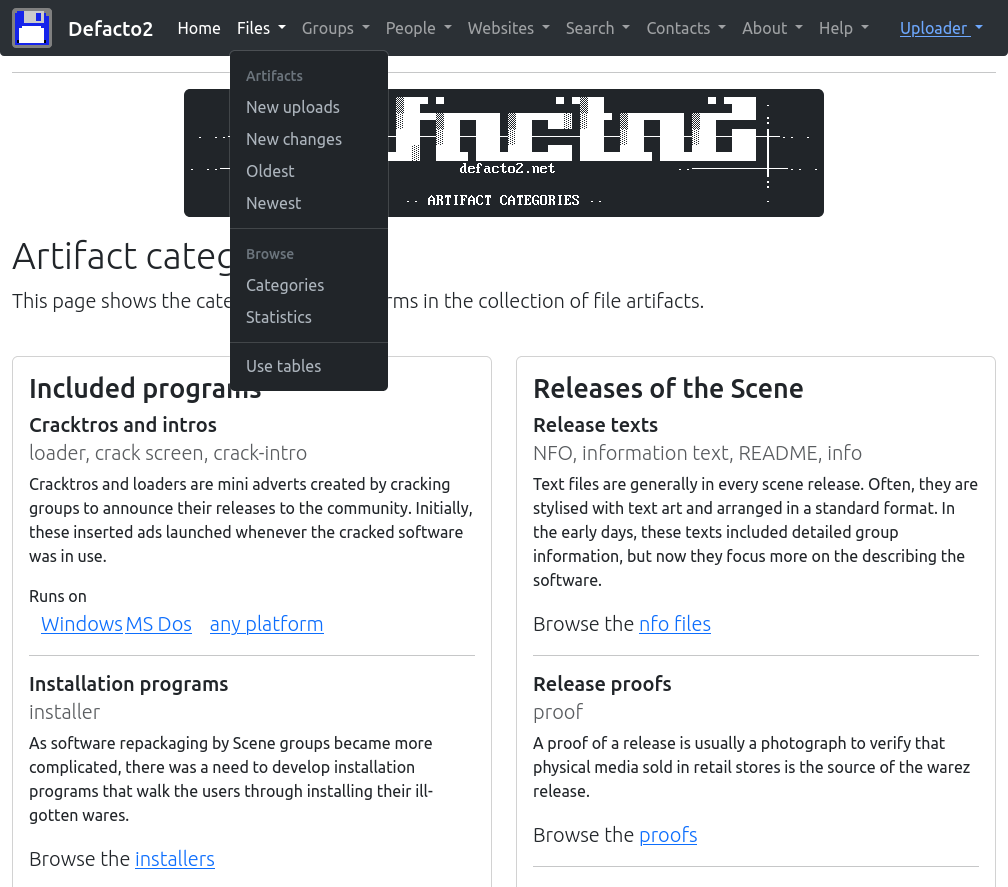 Defacto2 Home Files Groups People Websites Search Contacts About Help Uploader
Artifacts
New uploads
New changes
Oldest
Newest
Browse
Categories
Statistics
Use tables
defacto2.net
·· ARTIFACT CATEGORIES ··
Artifact categ
This page shows the cate rms in the collection of file artifacts.
Included programs
Cracktros and intros
loader, crack screen, crack-intro
Cracktros and loaders are mini adverts created by cracking
groups to announce their releases to the community. Initially,
these inserted ads launched whenever the cracked software
was in use.
Runs on
Windows MS Dos any platform
Installation programs
installer
As software repackaging by Scene groups became more
complicated, there was a need to develop installation
programs that walk the users through installing their ill-
gotten wares.
Browse the installers
Releases of the Scene
Release texts
NFO, information text, README, info
Text files are generally in every scene release. Often, they are
stylised with text art and arranged in a standard format. In
the early days, these texts included detailed group
information, but now they focus more on the describing the
software.
Browse the nfo files
Release proofs
proof
A proof of a release is usually a photograph to verify that
physical media sold in retail stores is the source of the warez
release.
Browse the proofs